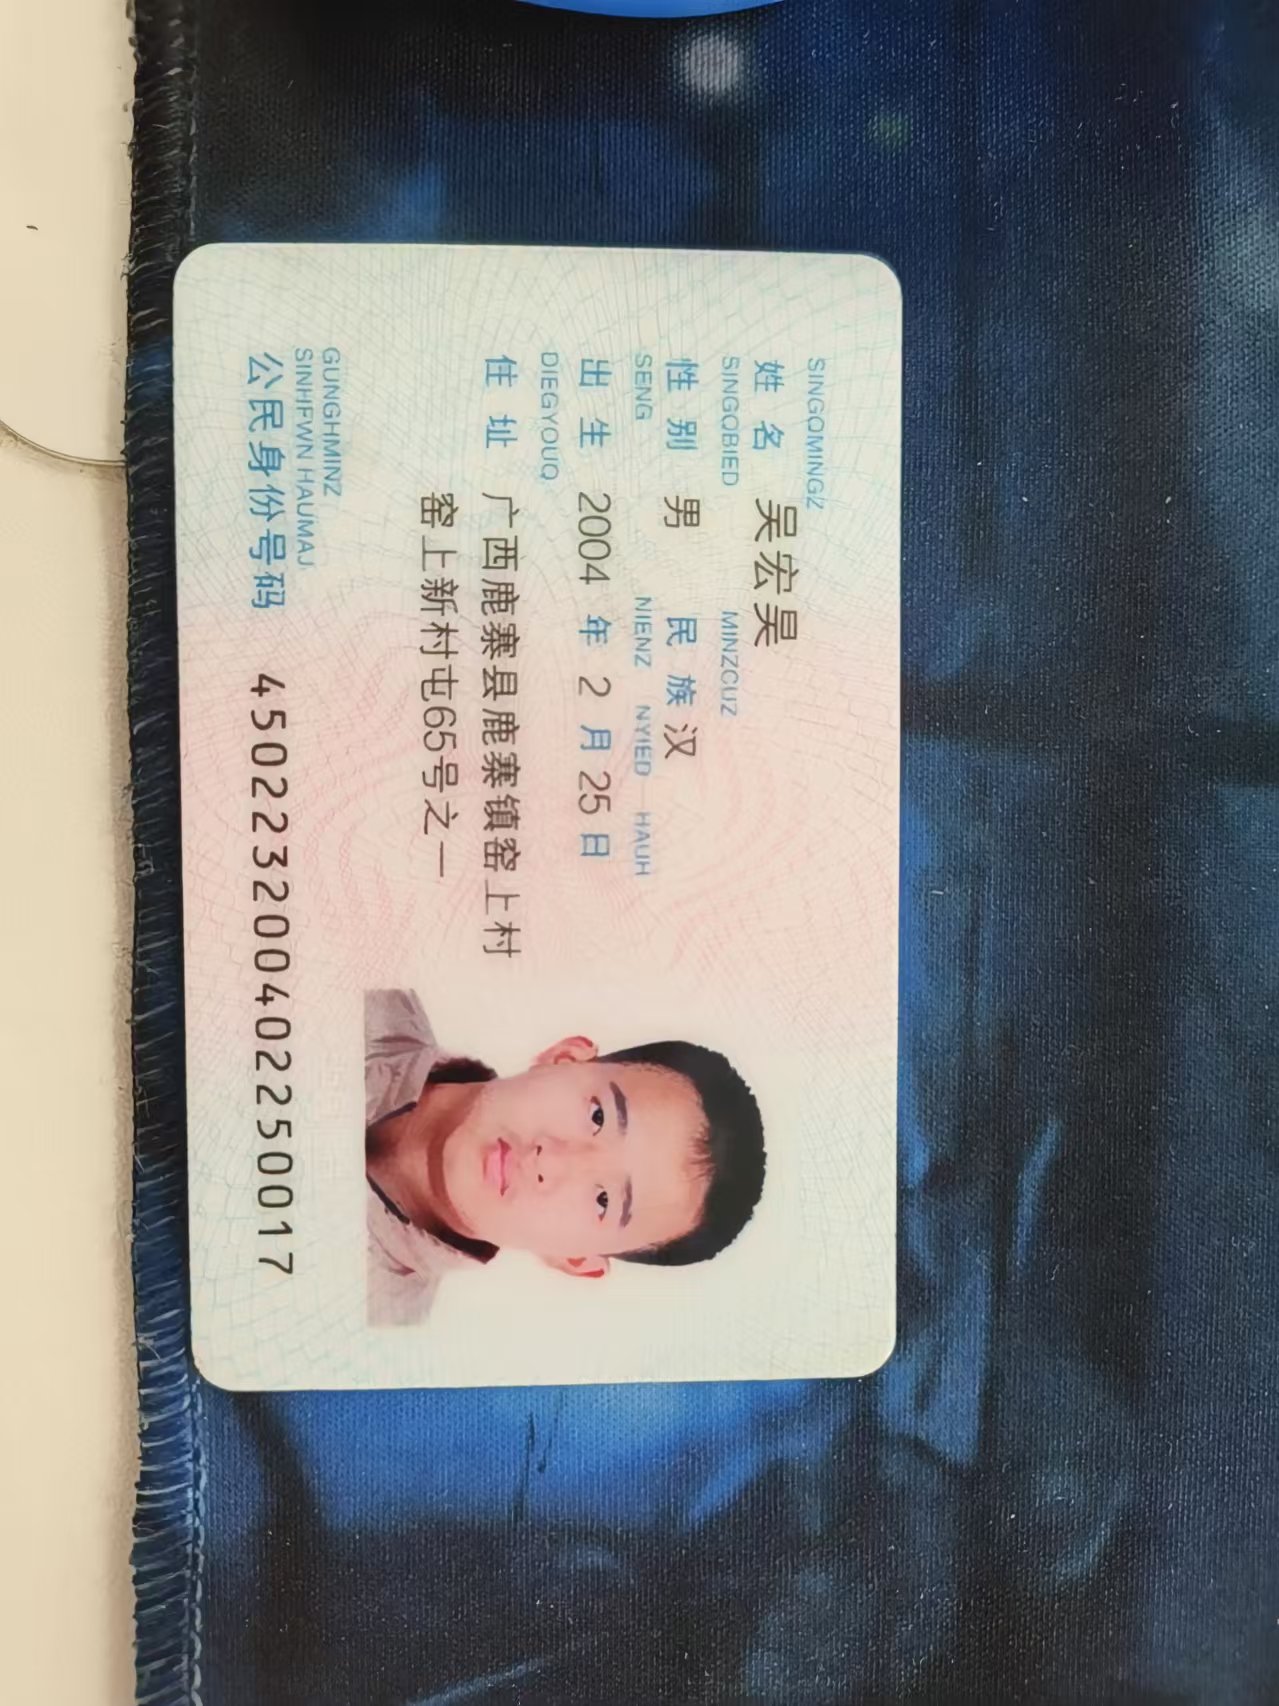 SINGQMINGZ
姓名 吴宏昊
SINGQBIED MINZCUZ
性别 男 民族 汉
SENG NIENZ NYIED HAUH
出生 2004 年 2 月 25 日
DIEGYOUQ
住址 广西鹿寨县鹿寨镇窑上村
窑上新村屯65号之一
GUNGHMINZ
SINHFWN HAUMAJ
公民身份号码 450223200402250017